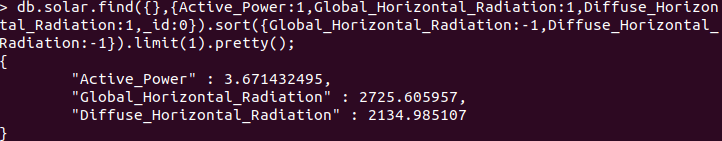 > db.solar.find({},{Active_Power:1,Global_Horizontal_Radiation:1,Diffuse_Horizon
tal_Radiation:1,_id:0}).sort({Global_Horizontal_Radiation:-1,Diffuse_Horizontal_
Radiation:-1}).limit(1).pretty();
{
        "Active_Power" : 3.671432495,
        "Global_Horizontal_Radiation" : 2725.605957,
        "Diffuse_Horizontal_Radiation" : 2134.985107
}